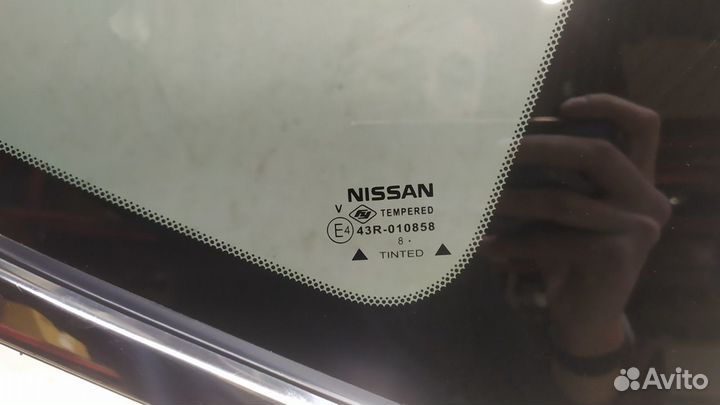 NISSAN
V TEMPERED
E4 43R-010858
8 .
TINTED
Avito